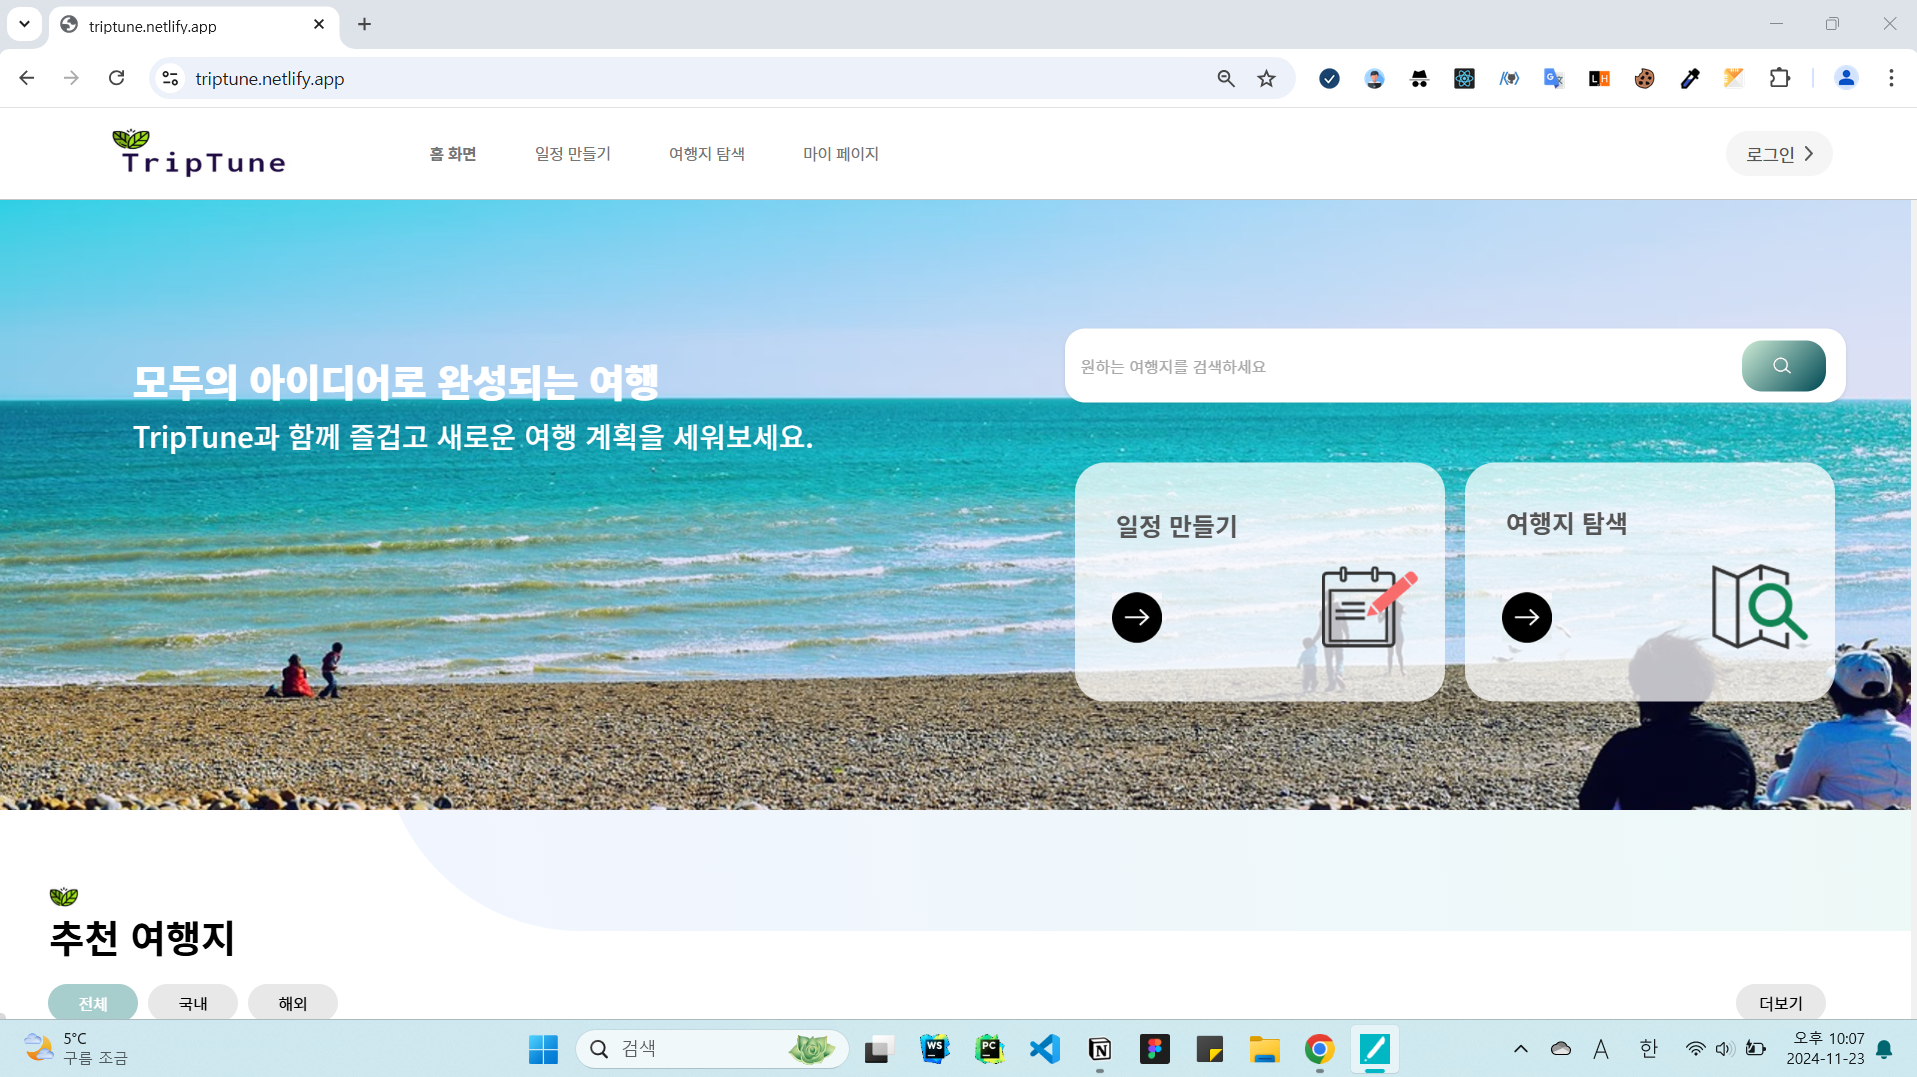 triptune.netlify.app
triptune.netlify.app
TripTune
홈 화면
일정 만들기
여행지 탐색
마이 페이지
로그인
모두의 아이디어로 완성되는 여행
TripTune과 함께 즐겁고 새로운 여행 계획을 세워보세요.
원하는 여행지를 검색하세요
일정 만들기
여행지 탐색
추천 여행지
전체
국내
해외
더보기
5°C
구름 조금
검색
WS
PC
A
한
오후 10:07
2024-11-23